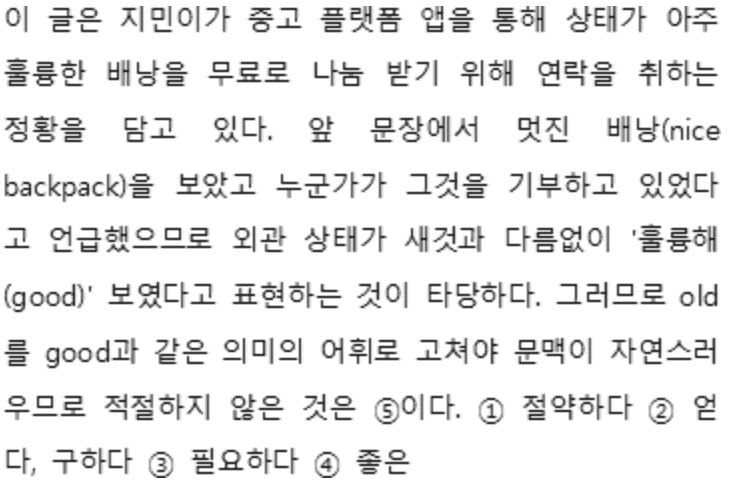 이 글은 지민이가 중고 플랫폼 앱을 통해 상태가 아주
훌륭한 배낭을 무료로 나눔 받기 위해 연락을 취하는
정황을 담고 있다. 앞 문장에서 멋진 배낭(nice
backpack)을 보았고 누군가가 그것을 기부하고 있었다
고 언급했으므로 외관 상태가 새것과 다름없이 '훌륭해
(good)' 보였다고 표현하는 것이 타당하다. 그러므로 old
를 good과 같은 의미의 어휘로 고쳐야 문맥이 자연스러
우므로 적절하지 않은 것은 ⑤이다. ① 절약하다 ② 얻
다, 구하다 ③ 필요하다 ④ 좋은